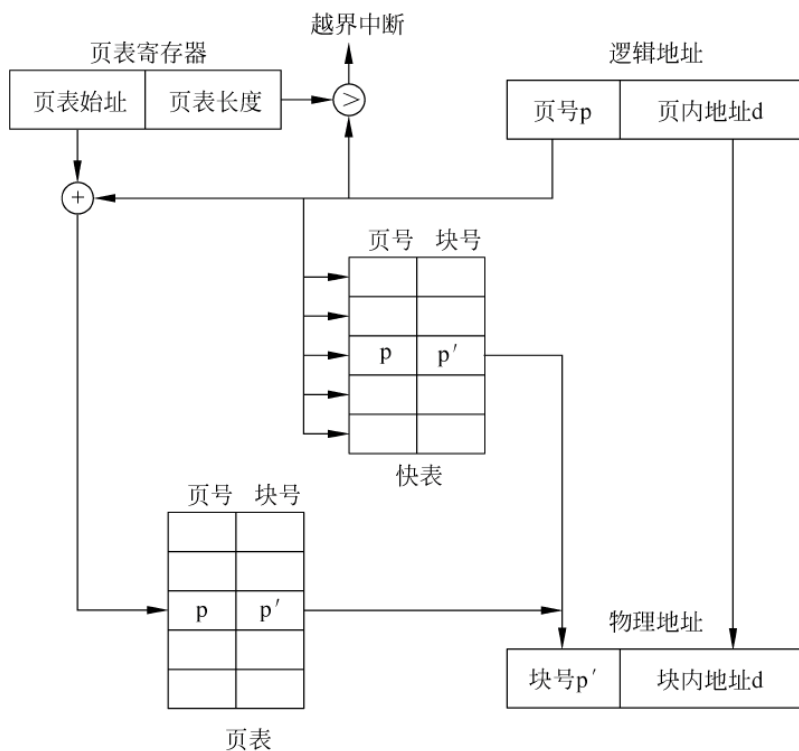 越界中断
页表寄存器
逻辑地址
页表始址 页表长度
>
页号p 页内地址d
+
页号 块号
p p′
快表
页号 块号
p p′
物理地址
块号p′ 块内地址d
页表